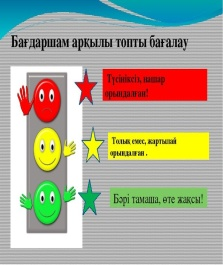 Бағдаршам арқылы топты бағалау
Түсініксіз, нашар
орындалған!
Толық емес, жартылай
орындалған .
Бәрі тамаша, өте жақсы!